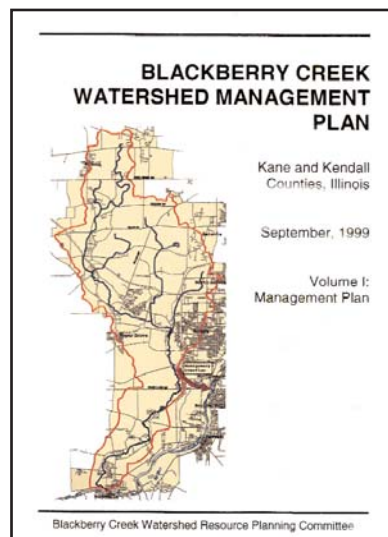 BLACKBERRY CREEK
WATERSHED MANAGEMENT
PLAN
Kane and Kendall
Counties, Illinois
September, 1999
Volume I:
Management Plan
Blackberry Creek Watershed Resource Planning Committee